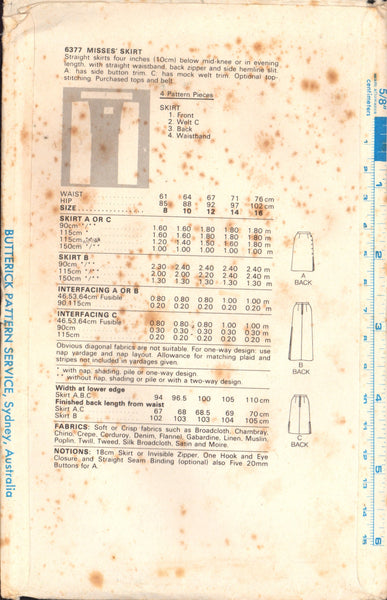 6377 MISSES' SKIRT
Straight skirts four inches (10cm) below mid-knee or in evening
length, with straight waistband, back zipper and side hemline slit.
A has side button trim. C has mock welt trim. Optional top-
stitching. Purchased tops and belt.
4 Pattern Pieces
SKIRT
1. Front
2. Welt C
3. Back
4. Waistband
WAIST 61 64 67 71 76 cm
HIP 85 88 92 97 102 cm
SIZE 8 10 12 14 16
SKIRT A OR C
90cm*/** 1.60 1.60 1.80 1.80 1.80 m
115cm 1.60 1.60 1.80 1.80 1.80 m
115cm 1.20 1.40 1.50 1.60 1.80 m
150cm*/** 1.00 1.00 1.00 1.00 1.00 m
SKIRT B
90cm*/** 2.30 2.40 2.40 2.40 2.40 m
115cm*/** 2.00 2.00 2.20 2.40 2.40 m
150cm*/** 2.40 2.40 2.40 2.40 2.40 m
INTERFACING A OR B
46,53,64cm Fusible 0.80 0.80 0.80 1.00 1.00 m
90,115cm 0.20 0.20 0.20 0.20 0.20 m
INTERFACING C
46,53,64cm Fusible 0.80 0.80 0.80 1.00 1.00 m
90cm 0.30 0.30 0.30 0.30 0.30 m
115cm 0.20 0.20 0.20 0.20 0.20 m
Obvious diagonal fabrics are not suitable. For one-way design: use
nap yardage and nap layout. Allowance for matching plaid and
stripes not included in yardages given.
* with nap, shading, pile or one-way design.
** without nap, shading, pile or with a two-way design.
Width at lower edge
Skirt A,B,C 94 96.5 100 105 110 cm
Finished back length from waist
Skirt A,C 67 68 68.5 69 70 cm
Skirt B 102 103 103 104 105 cm
FABRICS: Soft or Crisp fabrics such as Broadcloth, Chambray,
Chino, Crepe, Corduroy, Denim, Flannel, Gabardine, Linen, Muslin,
Poplin, Twill, Tweed, Silk Broadcloth, Satin and Moire.
NOTIONS: 18cm Skirt or Invisible Zipper. One Hook and Eye
Closure, and Straight Seam Binding (optional) also Five 20mm
Buttons for A.
A
BACK
B
BACK
C
BACK
BUTTERICK PATTERN SERVICE, Sydney, Australia
5/8"
centimeters
1
2
3
4
5
6